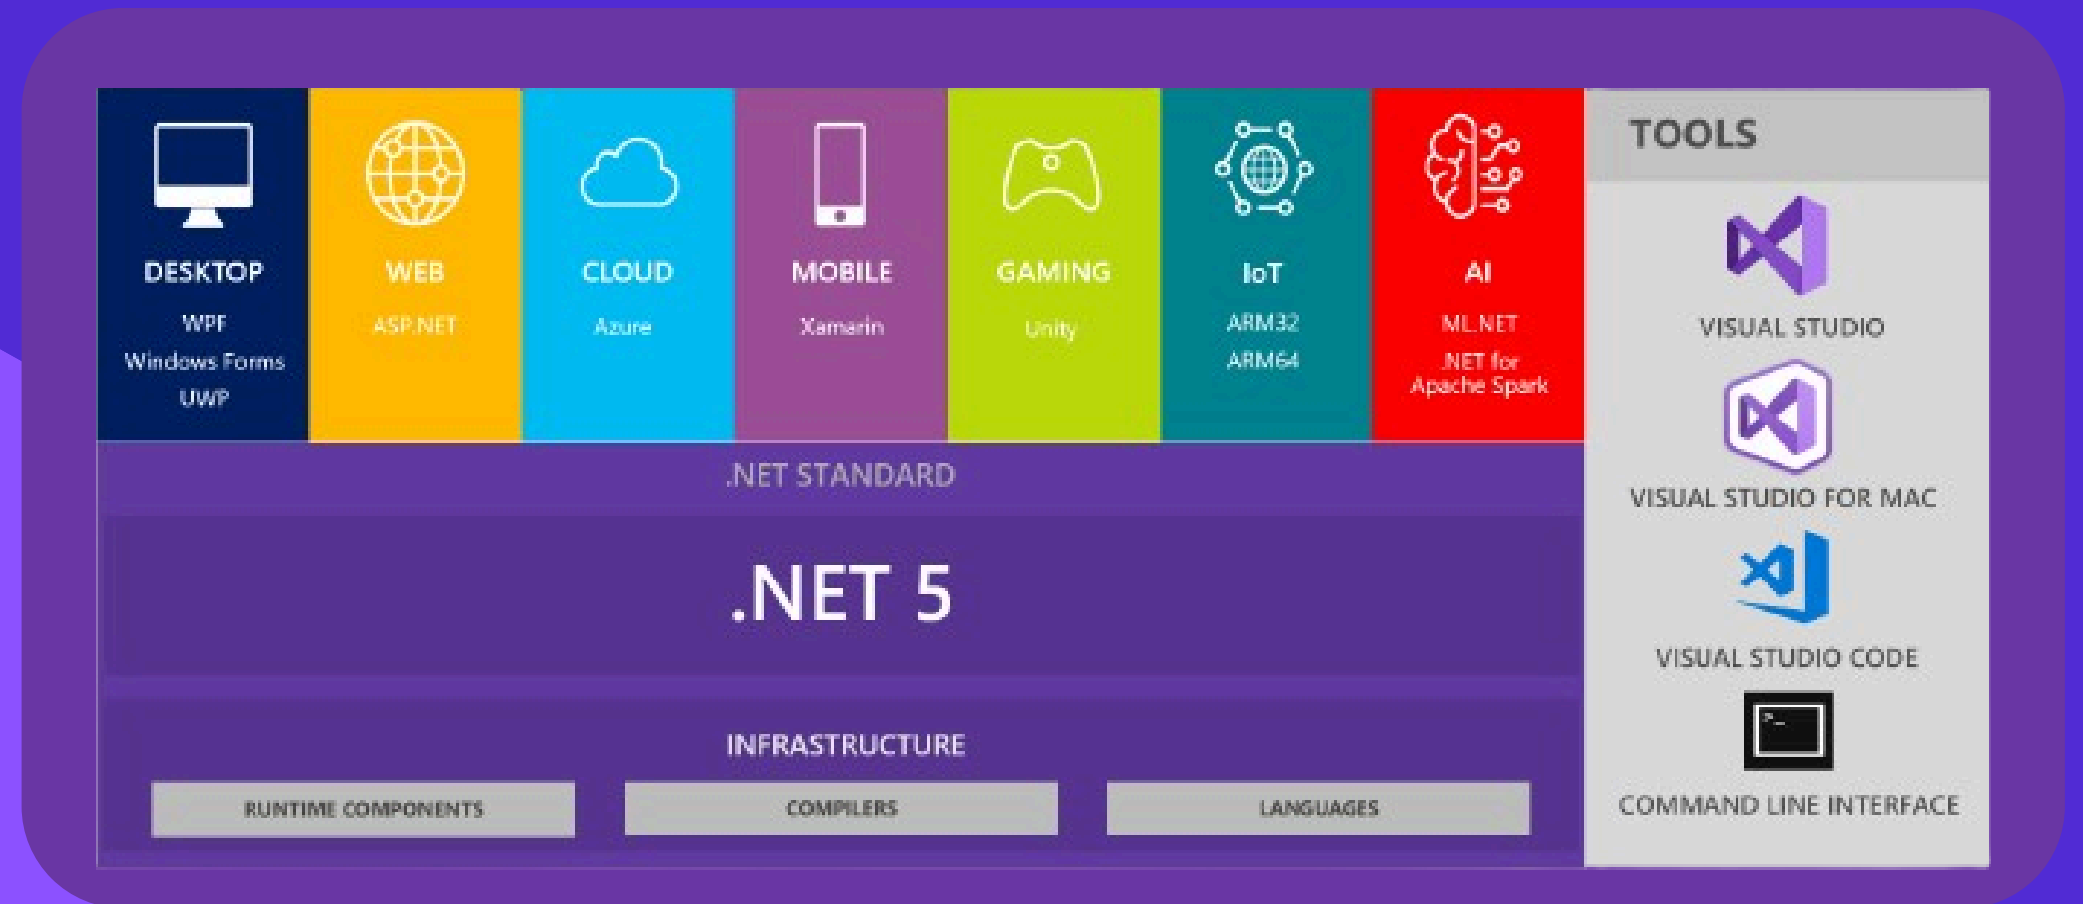 DESKTOP
WPF
Windows Forms
UWP
WEB
ASP.NET
CLOUD
Azure
MOBILE
Xamarin
GAMING
Unity
IoT
ARM32
ARM64
AI
ML.NET
.NET for
Apache Spark
.NET STANDARD
.NET 5
INFRASTRUCTURE
RUNTIME COMPONENTS
COMPILERS
LANGUAGES
TOOLS
VISUAL STUDIO
VISUAL STUDIO FOR MAC
VISUAL STUDIO CODE
>_
COMMAND LINE INTERFACE